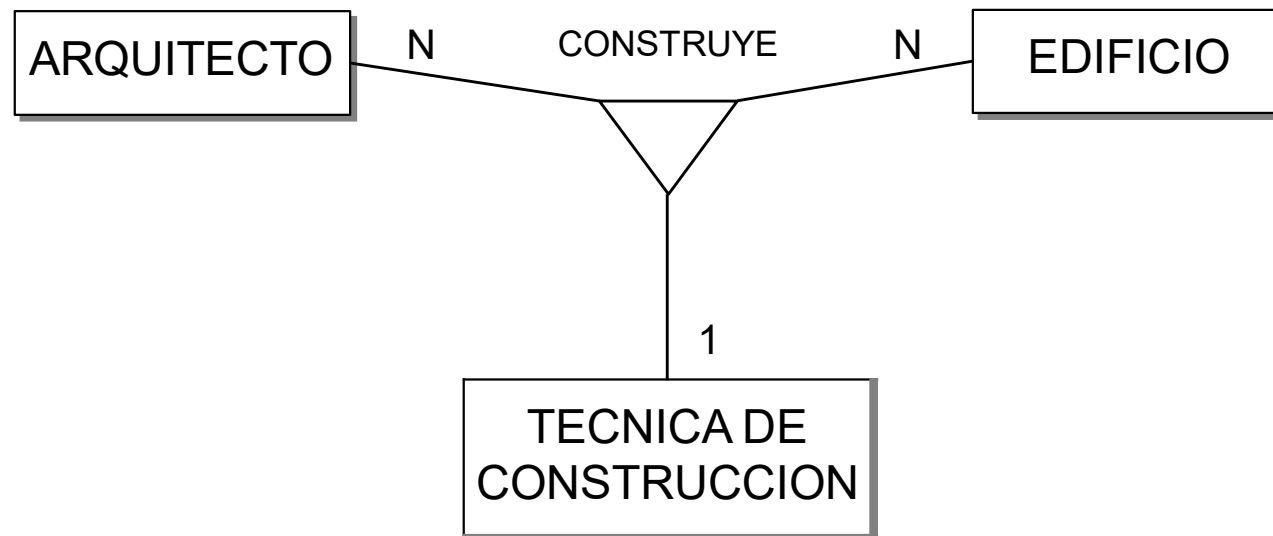 ARQUITECTO
N
CONSTRUYE
N
EDIFICIO
1
TECNICA DE
CONSTRUCCION